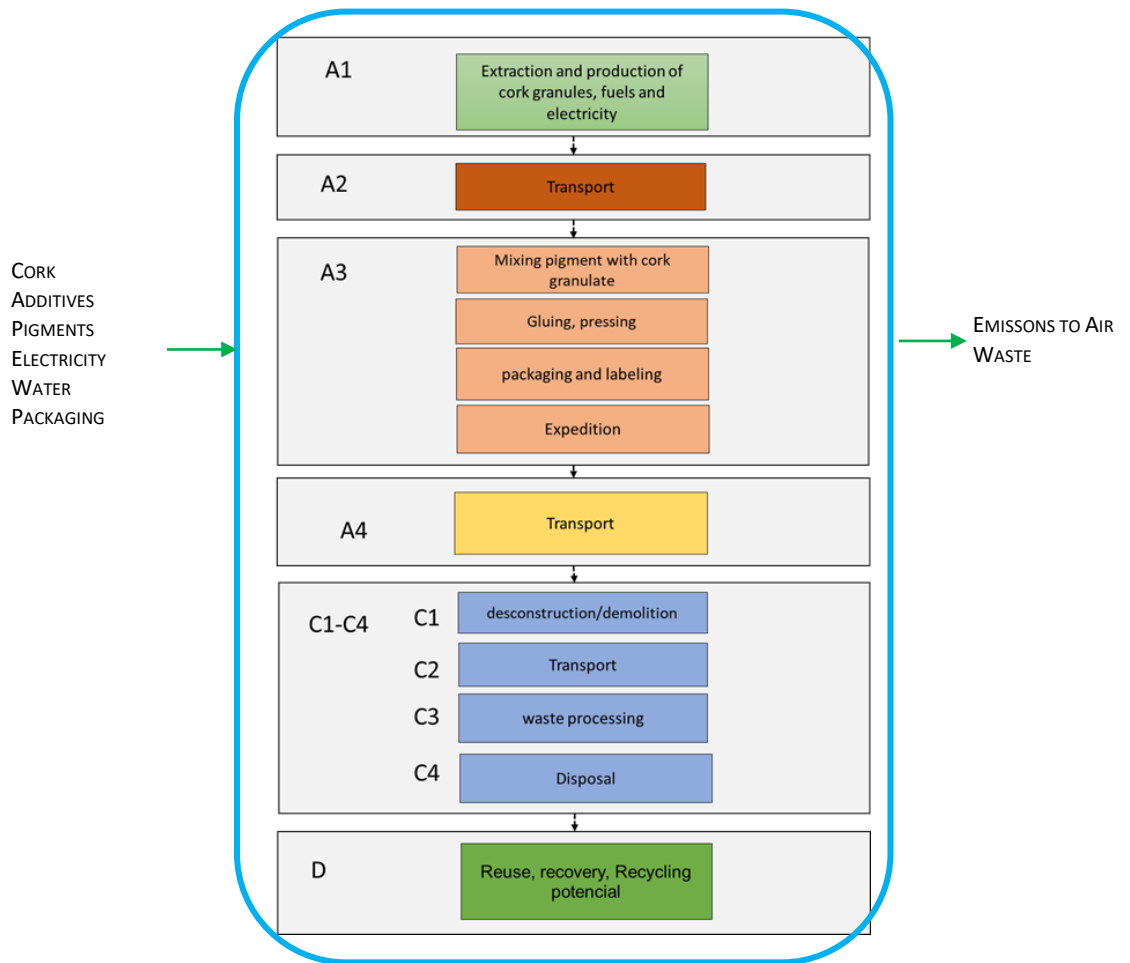 A1
Extraction and production of
cork granules, fuels and
electricity
A2
Transport
A3
Mixing pigment with cork
granulate
Gluing, pressing
packaging and labeling
Expedition
CORK
ADDITIVES
PIGMENTS
ELECTRICITY
WATER
PACKAGING
EMISSONS TO AIR
WASTE
A4
Transport
C1-C4
C1
desconstruction/demolition
C2
Transport
C3
waste processing
C4
Disposal
D
Reuse, recovery, Recycling
potencial